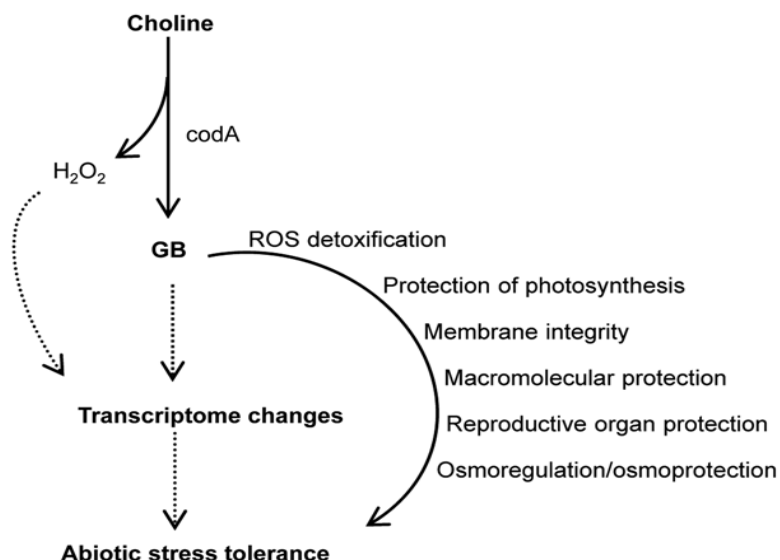 Choline
codA
H₂O₂
GB
ROS detoxification
Protection of photosynthesis
Membrane integrity
Macromolecular protection
Transcriptome changes
Reproductive organ protection
Osmoregulation/osmoprotection
Abiotic stress tolerance